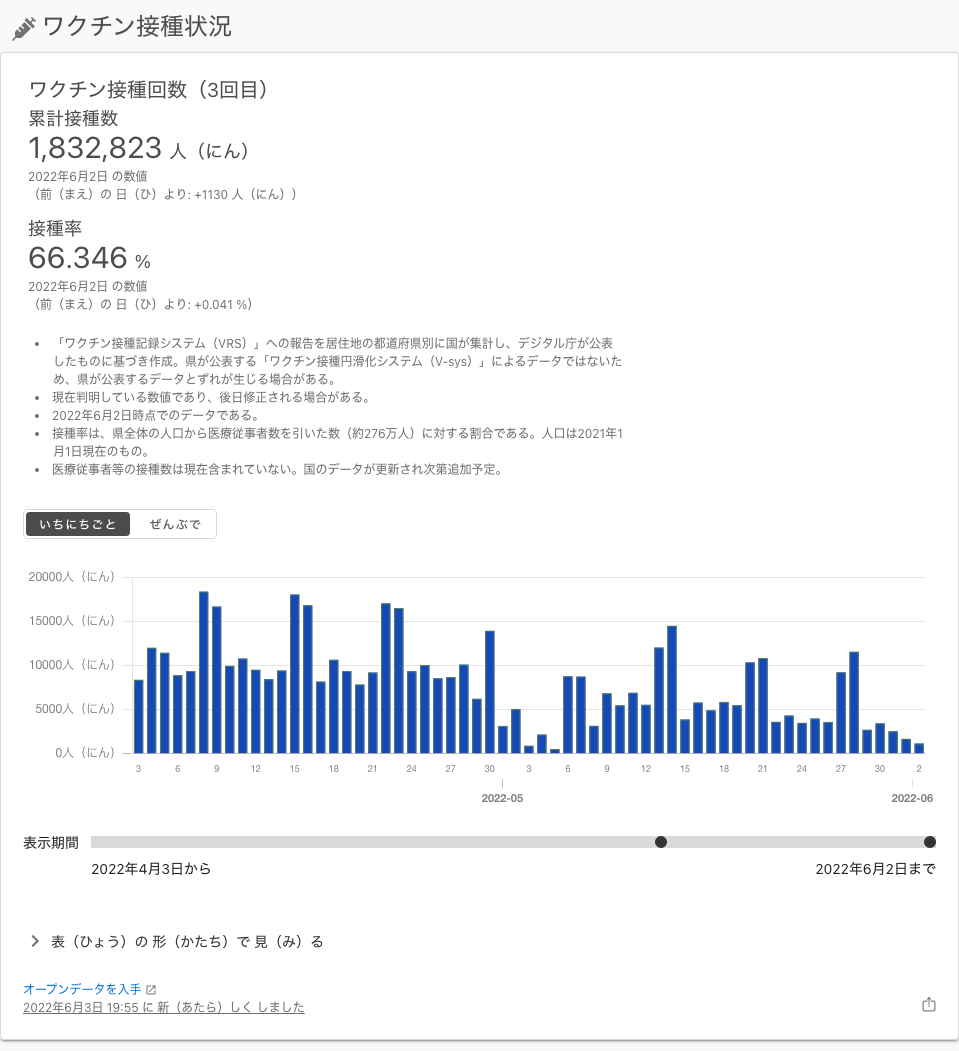 ワクチン接種状況
ワクチン接種回数（3回目）
累計接種数
1,832,823 人（にん）
2022年6月2日 の数値
（前（まえ）の 日（ひ）より: +1130 人（にん））
接種率
66.346 %
2022年6月2日 の数値
（前（まえ）の 日（ひ）より: +0.041 %）
• 「ワクチン接種記録システム（VRS）」への報告を居住地の都道府県別に国が集計し、デジタル庁が公表
したものに基づき作成。県が公表する「ワクチン接種円滑化システム（V-sys）」によるデータではないた
め、県が公表するデータとずれが生じる場合がある。
• 現在判明している数値であり、後日修正される場合がある。
• 2022年6月2日時点でのデータである。
• 接種率は、県全体の人口から医療従事者数を引いた数（約276万人）に対する割合である。人口は2021年1
月1日現在のもの。
• 医療従事者等の接種数は現在含まれていない。国のデータが更新され次第追加予定。
いちにちごと ぜんぶで
20000人（にん）
15000人（にん）
10000人（にん）
5000人（にん）
0人（にん）
3 6 9 12 15 18 21 24 27 30 3 6 9 12 15 18 21 24 27 30 2
2022-05 2022-06
表示期間
2022年4月3日から 2022年6月2日まで
表（ひょう）の 形（かたち）で 見（み）る
オープンデータを入手
2022年6月3日 19:55 に 新（あたら）しく しました